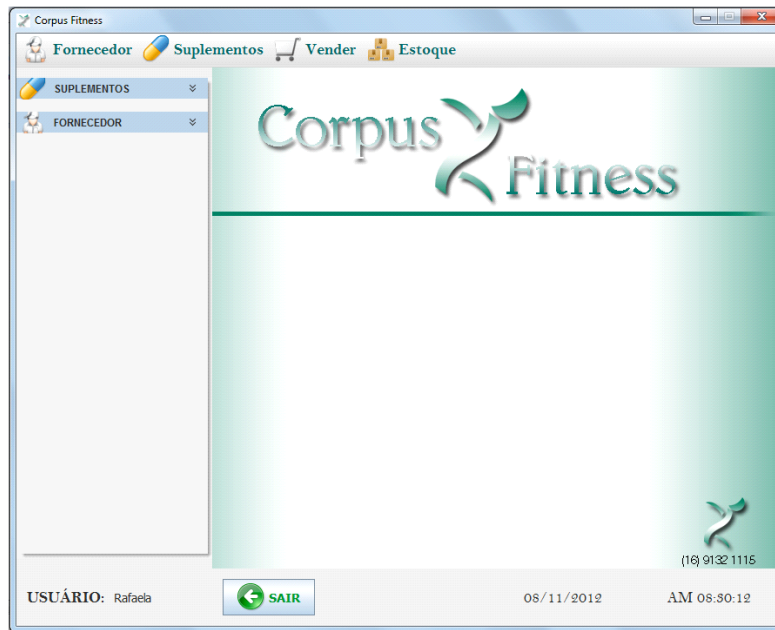 Corpus Fitness
Fornecedor Suplementos Vender Estoque
SUPLEMENTOS
FORNECEDOR
Corpus
Fitness
(16) 9132 1115
USUÁRIO: Rafaela
SAIR
08/11/2012
AM 08:30:12